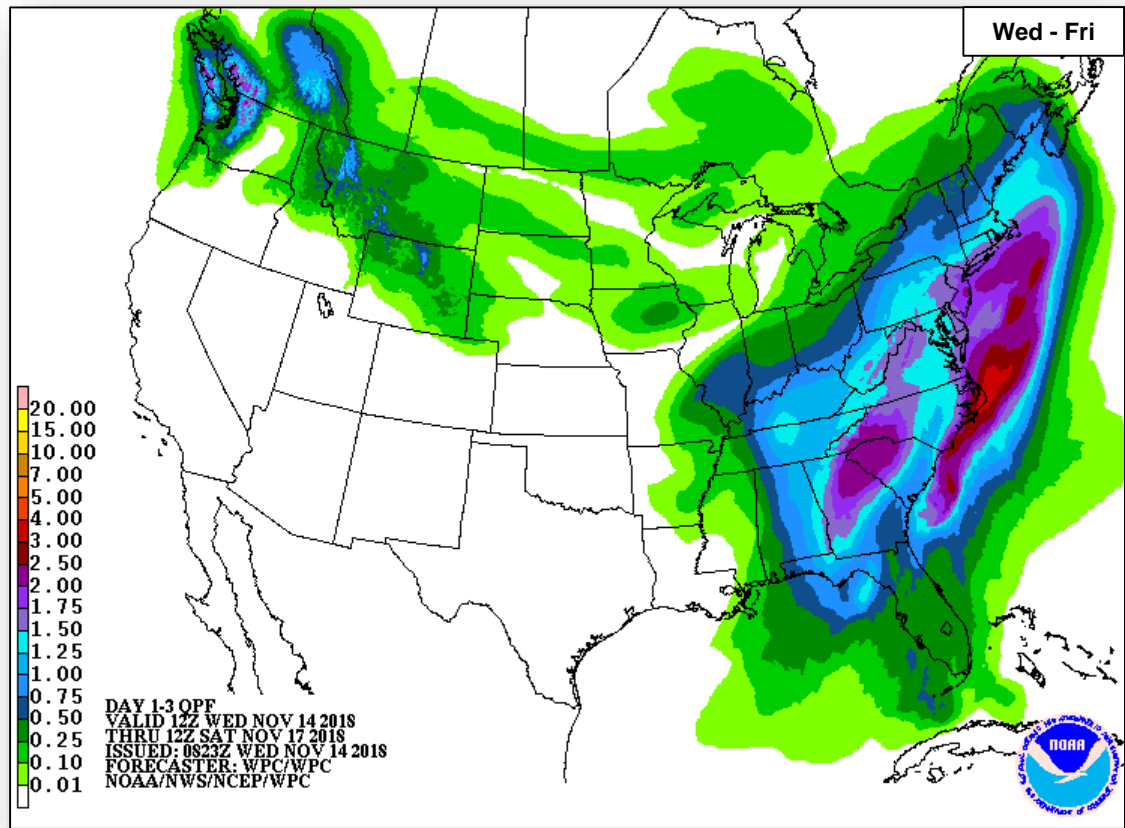 Wed - Fri
20.00
15.00
10.00
7.00
5.00
4.00
3.00
2.50
2.00
1.75
1.50
1.25
1.00
0.75
0.50
0.25
0.10
0.01
DAY 1-3 QPF
VALID 12Z WED NOV 14 2018
THRU 12Z SAT NOV 17 2018
ISSUED: 0823Z WED NOV 14 2018
FORECASTER: WPC/WPC
NOAA/NWS/NCEP/WPC
NOAA